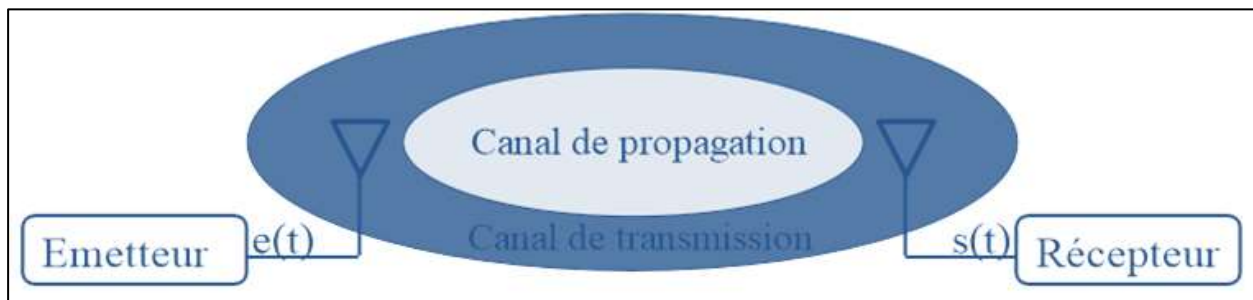 Canal de propagation
Canal de transmission
Emetteur
e(t)
s(t)
Récepteur